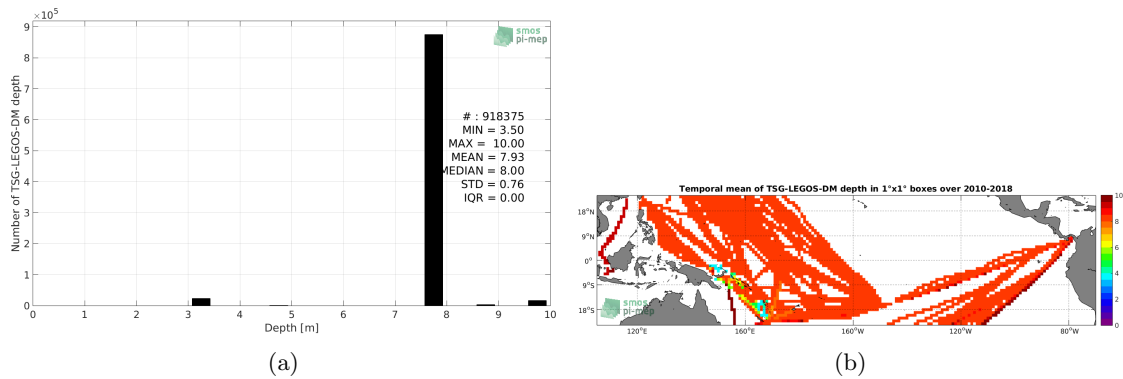 ×10⁵
9
8
7
6
5
4
3
2
1
0
Number of TSG-LEGOS-DM depth
0 1 2 3 4 5 6 7 8 9 10
Depth [m]
smos
pi-mep
# : 918375
MIN = 3.50
MAX = 10.00
MEAN = 7.93
MEDIAN = 8.00
STD = 0.76
IQR = 0.00
(a)
Temporal mean of TSG-LEGOS-DM depth in 1°x1° boxes over 2010-2018
18°N
9°N
0°
9°S
18°S
120°E 160°E 160°W 120°W 80°W
10
8
6
4
2
0
smos
pi-mep
(b)